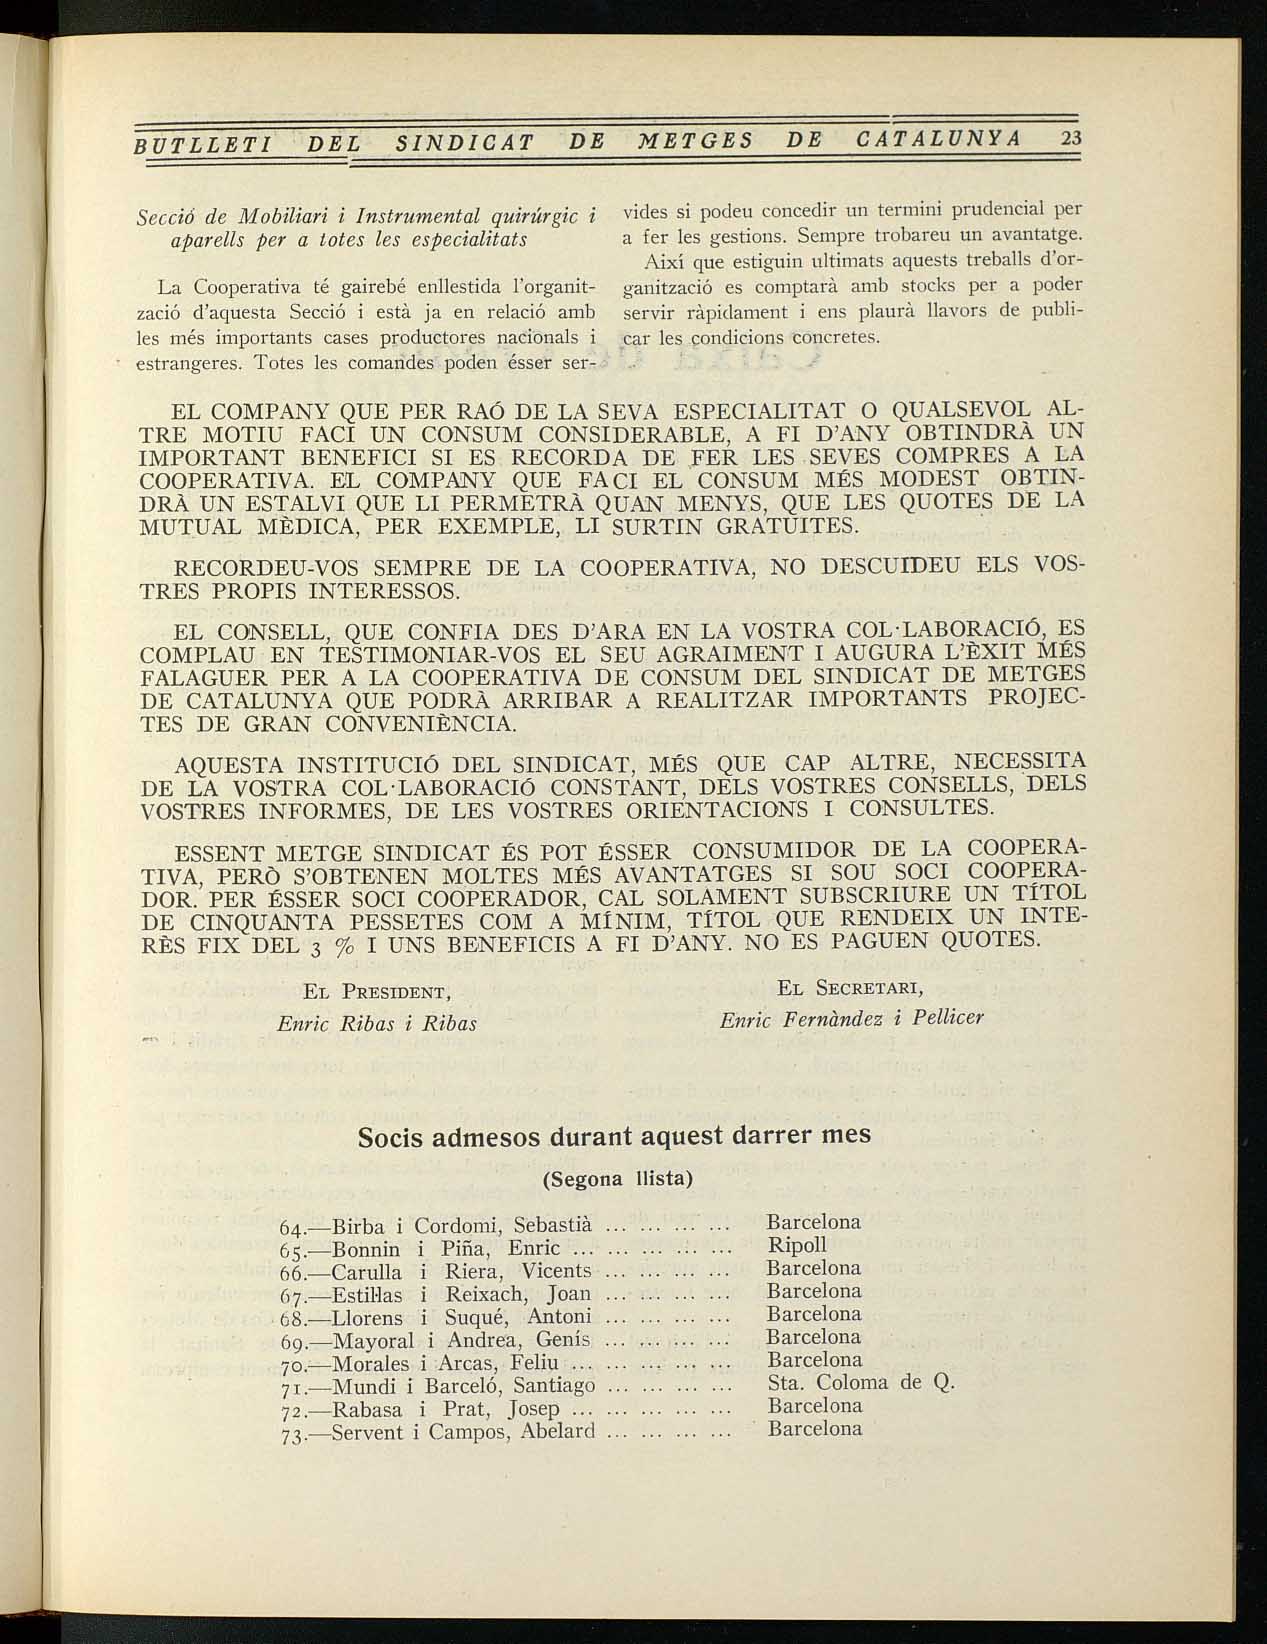 BUTLLETI DEL SINDICAT DE METGES DE CATALUNYA 23
Secció de Mobiliari i Instrumental quirúrgic i
aparells per a totes les especialitats
La Cooperativa té gairebé enllestida l'organit-
zació d'aquesta Secció i està ja en relació amb
les més importants cases productores nacionals i
estrangeres. Totes les comandes poden ésser ser-
vides si podeu concedir un termini prudencial per
a fer les gestions. Sempre trobareu un avantatge.
Així que estiguin ultimats aquests treballs d'or-
ganització es comptarà amb stocks per a poder
servir ràpidament i ens plaurà llavors de publi-
car les condicions concretes.
EL COMPANY QUE PER RAÓ DE LA SEVA ESPECIALITAT O QUALSEVOL AL-
TRE MOTIU FACI UN CONSUM CONSIDERABLE, A FI D'ANY OBTINDRÀ UN
IMPORTANT BENEFICI SI ES RECORDA DE FER LES SEVES COMPRES A LA
COOPERATIVA. EL COMPANY QUE FACI EL CONSUM MÉS MODEST OBTIN-
DRÀ UN ESTALVI QUE LI PERMETRÀ QUAN MENYS, QUE LES QUOTES DE LA
MUTUAL MÈDICA, PER EXEMPLE, LI SURTIN GRATUITES.
RECORDEU-VOS SEMPRE DE LA COOPERATIVA, NO DESCUIDEU ELS VOS-
TRES PROPIS INTERESSOS.
EL CONSELL, QUE CONFIA DES D'ARA EN LA VOSTRA COL·LABORACIÓ, ES
COMPLAU EN TESTIMONIAR-VOS EL SEU AGRAIMENT I AUGURA L'ÈXIT MÉS
FALAGUER PER A LA COOPERATIVA DE CONSUM DEL SINDICAT DE METGES
DE CATALUNYA QUE PODRÀ ARRIBAR A REALITZAR IMPORTANTS PROJEC-
TES DE GRAN CONVENIÈNCIA.
AQUESTA INSTITUCIÓ DEL SINDICAT, MÉS QUE CAP ALTRE, NECESSITA
DE LA VOSTRA COL·LABORACIÓ CONSTANT, DELS VOSTRES CONSELLS, DELS
VOSTRES INFORMES, DE LES VOSTRES ORIENTACIONS I CONSULTES.
ESSENT METGE SINDICAT ÉS POT ÉSSER CONSUMIDOR DE LA COOPERA-
TIVA, PERÒ S'OBTENEN MOLTES MÉS AVANTATGES SI SOU SOCI COOPERA-
DOR. PER ÉSSER SOCI COOPERADOR, CAL SOLAMENT SUBSCRIURE UN TÍTOL
DE CINQUANTA PESSETES COM A MÍNIM, TÍTOL QUE RENDEIX UN INTE-
RÈS FIX DEL 3 % I UNS BENEFICIS A FI D'ANY. NO ES PAGUEN QUOTES.
EL PRESIDENT,
Enric Ribas i Ribas
EL SECRETARI,
Enric Fernàndez i Pellicer
Socis admesos durant aquest darrer mes
(Segona llista)
64.—Birba i Cordomi, Sebastià ... ... ... ... Barcelona
65.—Bonnin i Piña, Enric ... ... ... ... ... Ripoll
66.—Carulla i Riera, Vicents ... ... ... ... Barcelona
67.—Estil·las i Reixach, Joan ... ... ... ... Barcelona
68.—Llorens i Suqué, Antoni ... ... ... ... Barcelona
69.—Mayoral i Andrea, Genís ... ... ... ... Barcelona
70.—Morales i Arcas, Feliu ... ... ... ... ... Barcelona
71.—Mundi i Barceló, Santiago ... ... ... ... Sta. Coloma de Q.
72.—Rabasa i Prat, Josep ... ... ... ... ... Barcelona
73.—Servent i Campos, Abelard ... ... ... ... Barcelona